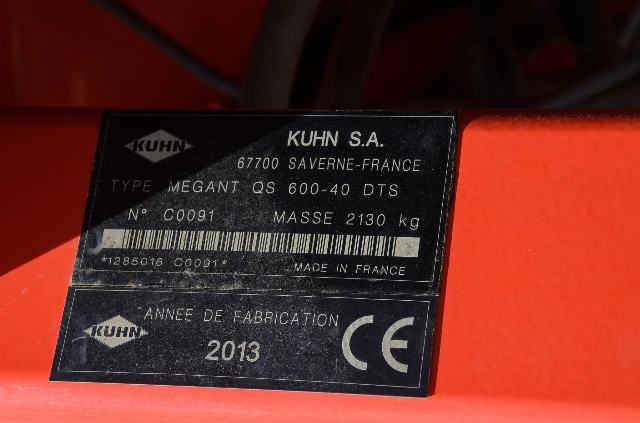 KUHN KUHN S.A.
67700 SAVERNE-FRANCE
TYPE MEGANT QS 600-40 DTS
N° C0091 MASSE 2130 kg
*1285016 C0091* MADE IN FRANCE
KUHN ANNEE DE FABRICATION
2013 CE